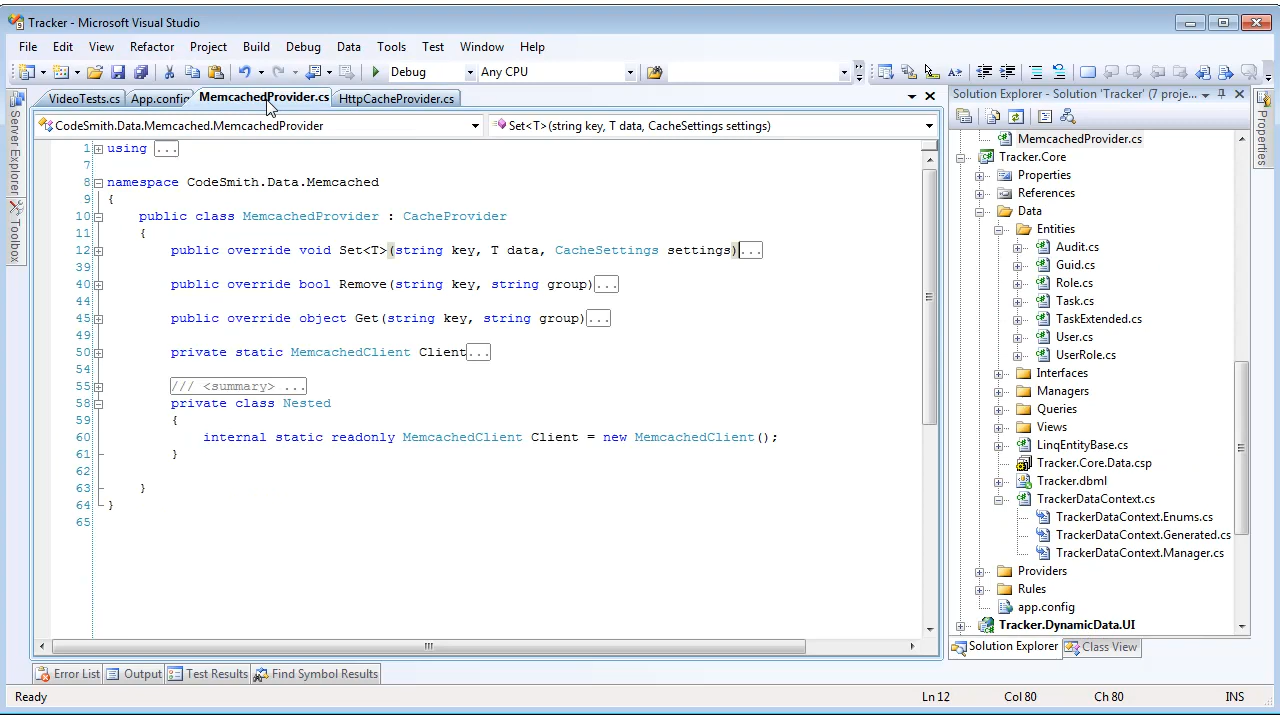 Tracker - Microsoft Visual Studio
File Edit View Refactor Project Build Debug Data Tools Test Window Help
Debug Any CPU
VideoTests.cs App.config MemcachedProvider.cs HttpCacheProvider.cs
CodeSmith.Data.Memcached.MemcachedProvider Set<T>(string key, T data, CacheSettings settings)
1 using ...
7
8 namespace CodeSmith.Data.Memcached
9 {
10 public class MemcachedProvider : CacheProvider
11 {
12 public override void Set<T>(string key, T data, CacheSettings settings)...
39
40 public override bool Remove(string key, string group)...
44
45 public override object Get(string key, string group)...
49
50 private static MemcachedClient Client...
54
55 /// <summary> ...
58 private class Nested
59 {
60 internal static readonly MemcachedClient Client = new MemcachedClient();
61 }
62
63 }
64 }
65
Server Explorer
Toolbox
Solution Explorer - Solution 'Tracker' (7 proje...
MemcachedProvider.cs
Tracker.Core
Properties
References
Data
Entities
Audit.cs
Guid.cs
Role.cs
Task.cs
TaskExtended.cs
User.cs
UserRole.cs
Interfaces
Managers
Queries
Views
LinqEntityBase.cs
Tracker.Core.Data.csp
Tracker.dbml
TrackerDataContext.cs
TrackerDataContext.Enums.cs
TrackerDataContext.Generated.cs
TrackerDataContext.Manager.cs
Providers
Rules
app.config
Tracker.DynamicData.UI
Solution Explorer Class View
Properties
Error List Output Test Results Find Symbol Results
Ready Ln 12 Col 80 Ch 80 INS